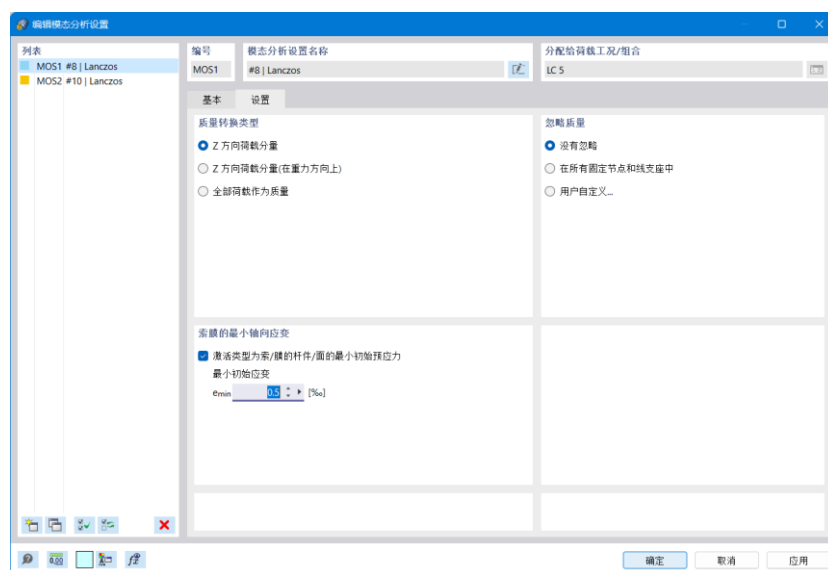 编辑模态分析设置
列表
MOS1 #8 | Lanczos
MOS2 #10 | Lanczos
编号
MOS1
模态分析设置名称
#8 | Lanczos
分配给荷载工况/组合
LC 5
基本 设置
质量转换类型
Z 方向荷载分量
Z 方向荷载分量(在重力方向上)
全部荷载作为质量
忽略质量
没有忽略
在所有固定节点和线支座中
用户自定义...
索膜的最小轴向应变
激活类型为索/膜的杆件/面的最小初始预应力
最小初始应变
emin 0.5 [‰]
0,00
确定 取消 应用